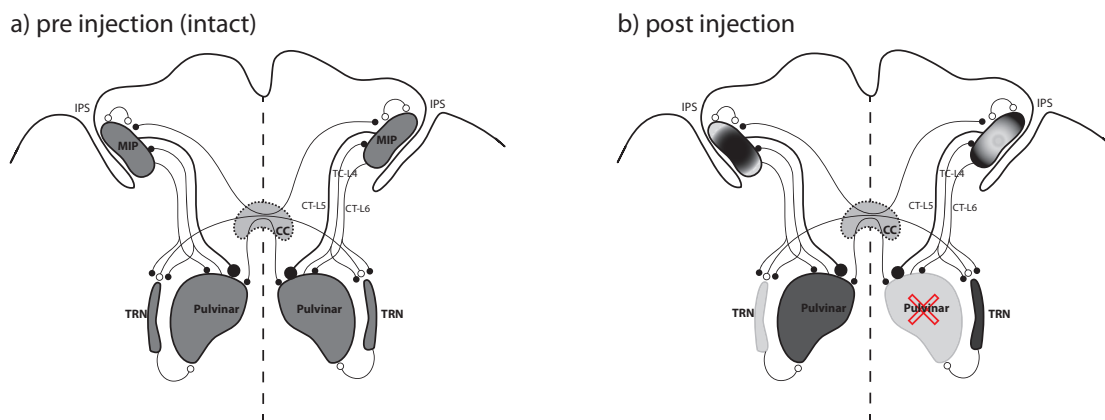 a) pre injection (intact)
b) post injection
IPS
IPS
MIP
MIP
TC-L4
CT-L5
CT-L6
CC
Pulvinar
Pulvinar
TRN
TRN
IPS
IPS
TC-L4
CT-L5
CT-L6
CC
Pulvinar
Pulvinar
TRN
TRN